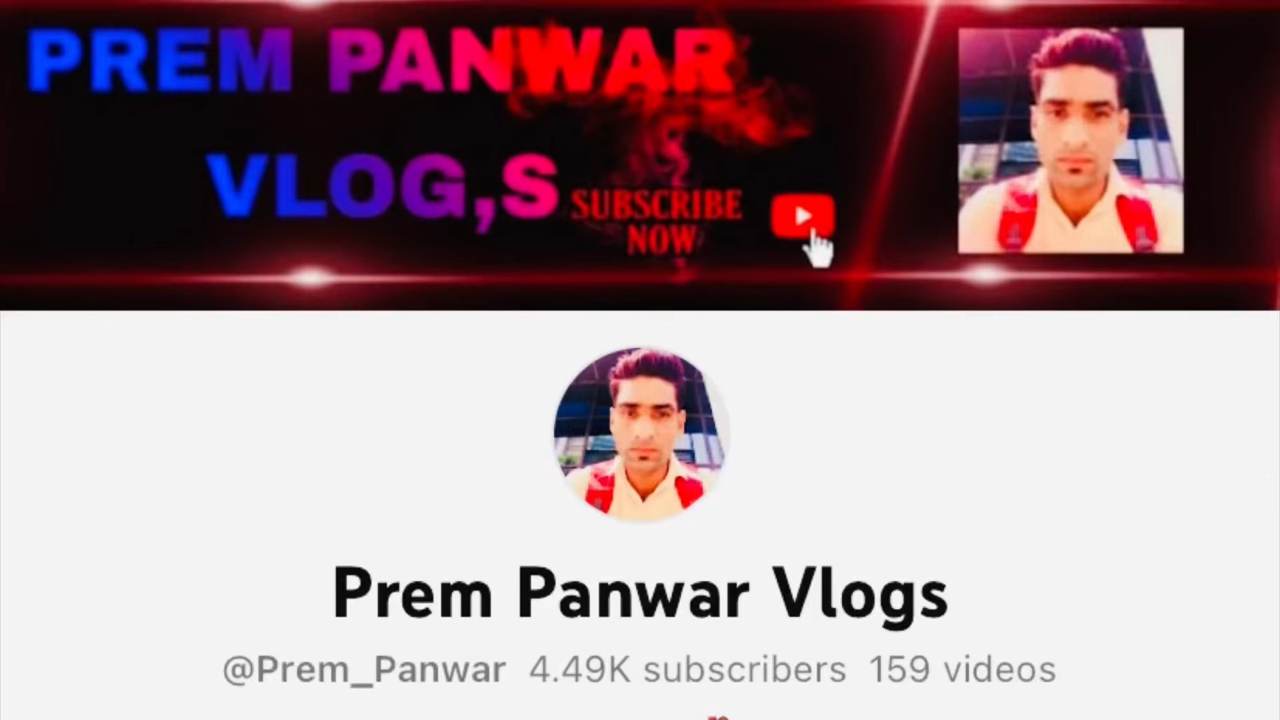 PREM PANWAR
VLOG,S
SUBSCRIBE
NOW
Prem Panwar Vlogs
@Prem_Panwar 4.49K subscribers 159 videos